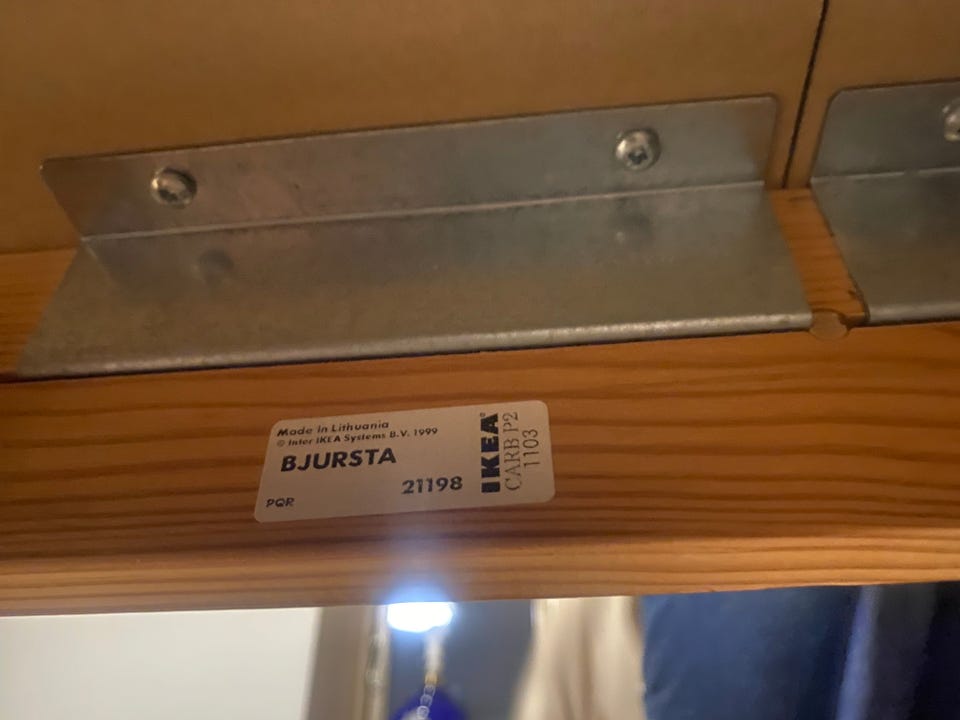 Made in Lithuania
© Inter IKEA Systems B.V. 1999
BJURSTA
21198
PQR
IKEA®
CARB P2
1103